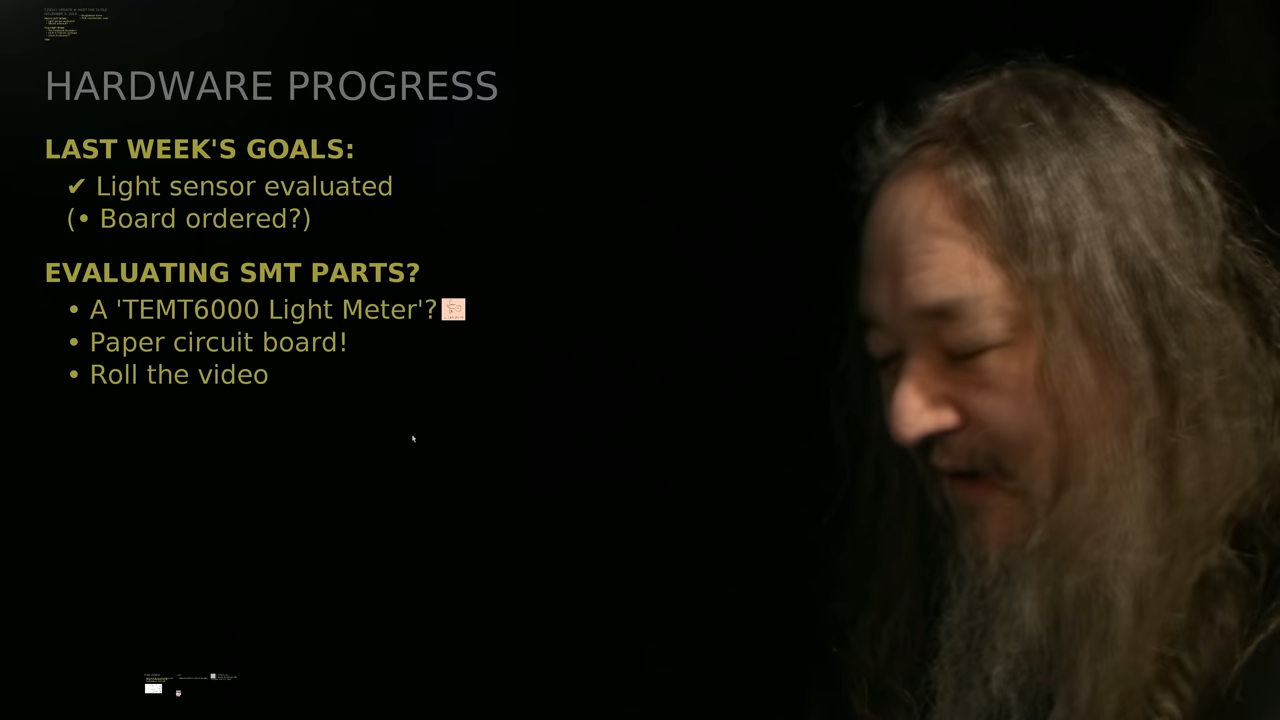 HARDWARE PROGRESS
LAST WEEK'S GOALS:
✔ Light sensor evaluated
(• Board ordered?)
EVALUATING SMT PARTS?
• A 'TEMT6000 Light Meter'?
• Paper circuit board!
• Roll the video